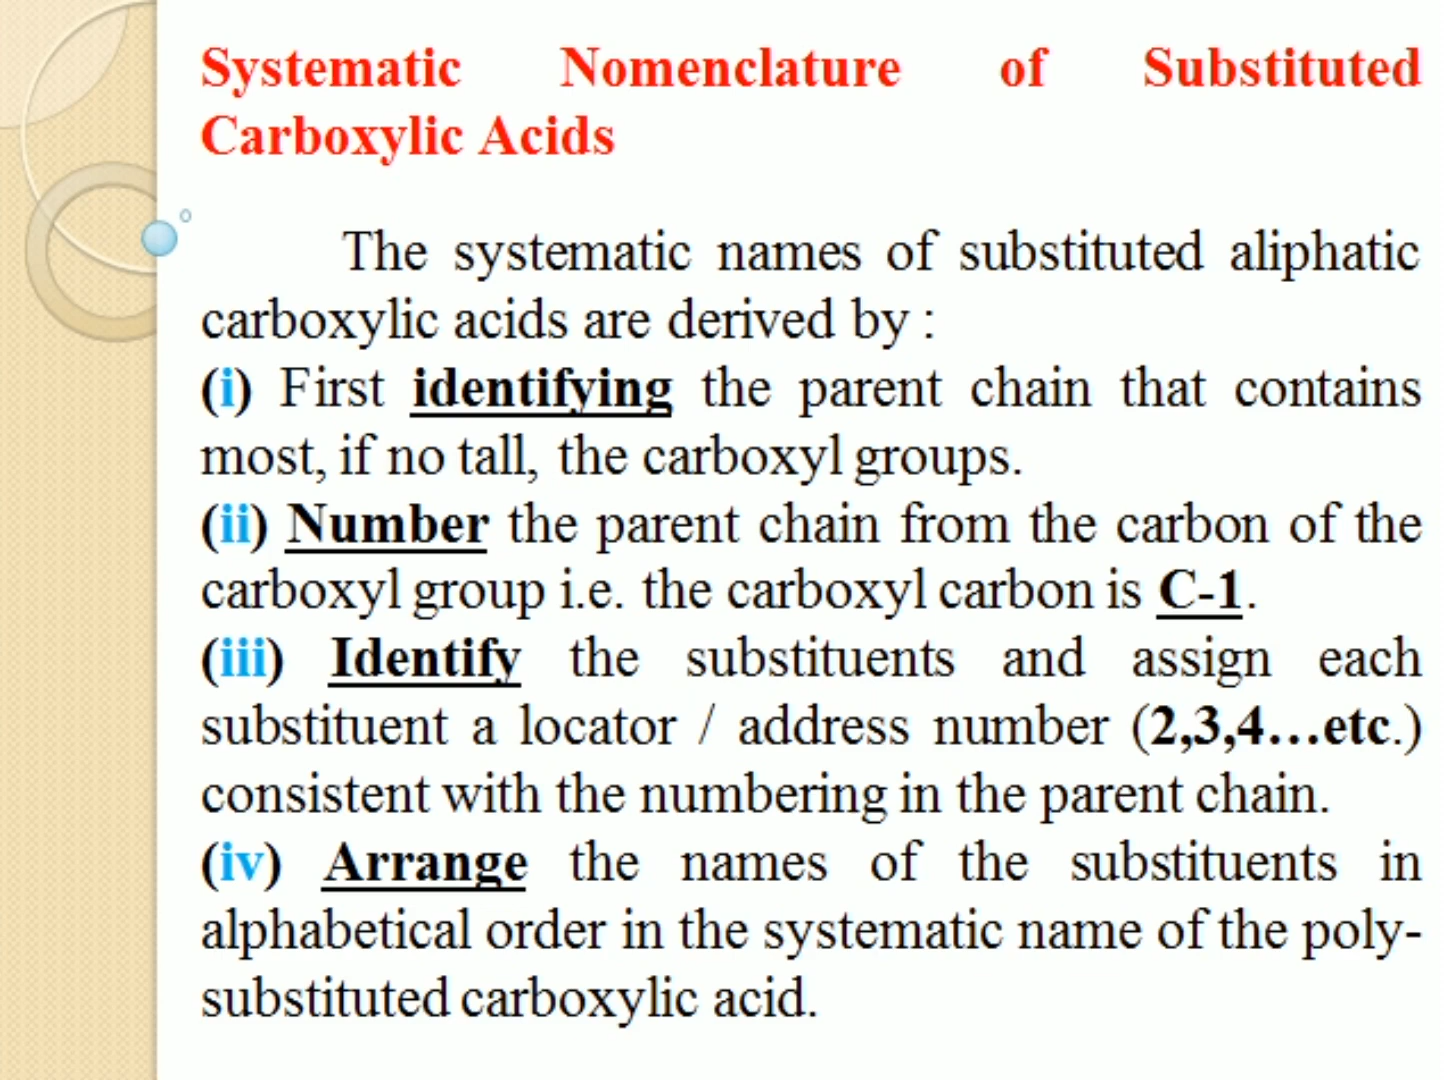 Systematic Nomenclature of Substituted
Carboxylic Acids
The systematic names of substituted aliphatic
carboxylic acids are derived by :
(i) First identifying the parent chain that contains
most, if no tall, the carboxyl groups.
(ii) Number the parent chain from the carbon of the
carboxyl group i.e. the carboxyl carbon is C-1.
(iii) Identify the substituents and assign each
substituent a locator / address number (2,3,4…etc.)
consistent with the numbering in the parent chain.
(iv) Arrange the names of the substituents in
alphabetical order in the systematic name of the poly-
substituted carboxylic acid.